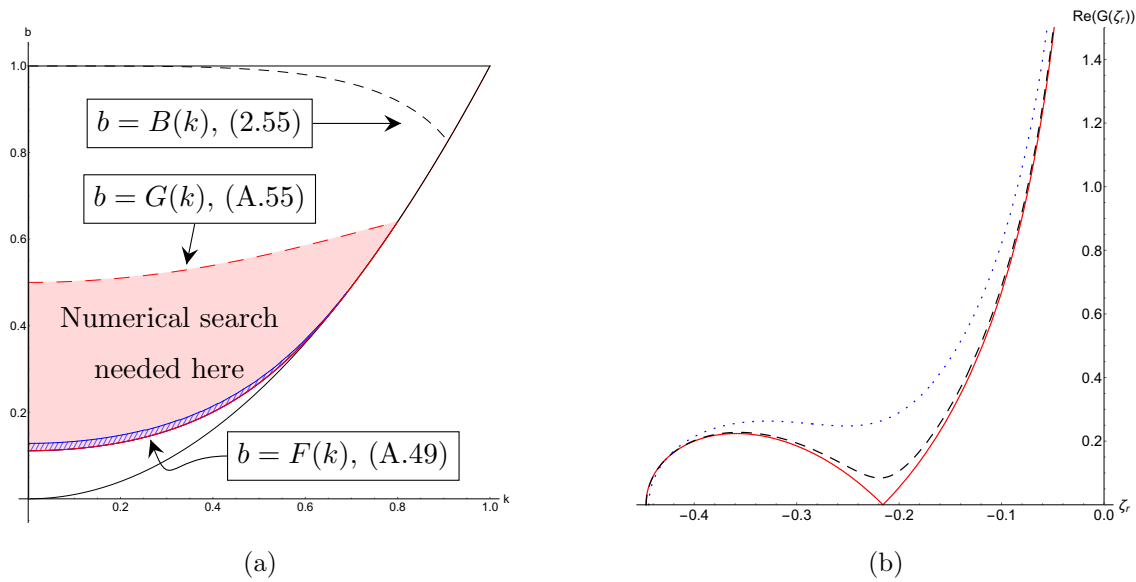 b
1.0
0.8
0.6
0.4
0.2
0.2
0.4
0.6
0.8
1.0
k
b = B(k), (2.55)
b = G(k), (A.55)
Numerical search
needed here
b = F(k), (A.49)
(a)
Re(G(ζr))
1.4
1.2
1.0
0.8
0.6
0.4
0.2
−0.4
−0.3
−0.2
−0.1
0.0
ζr
(b)